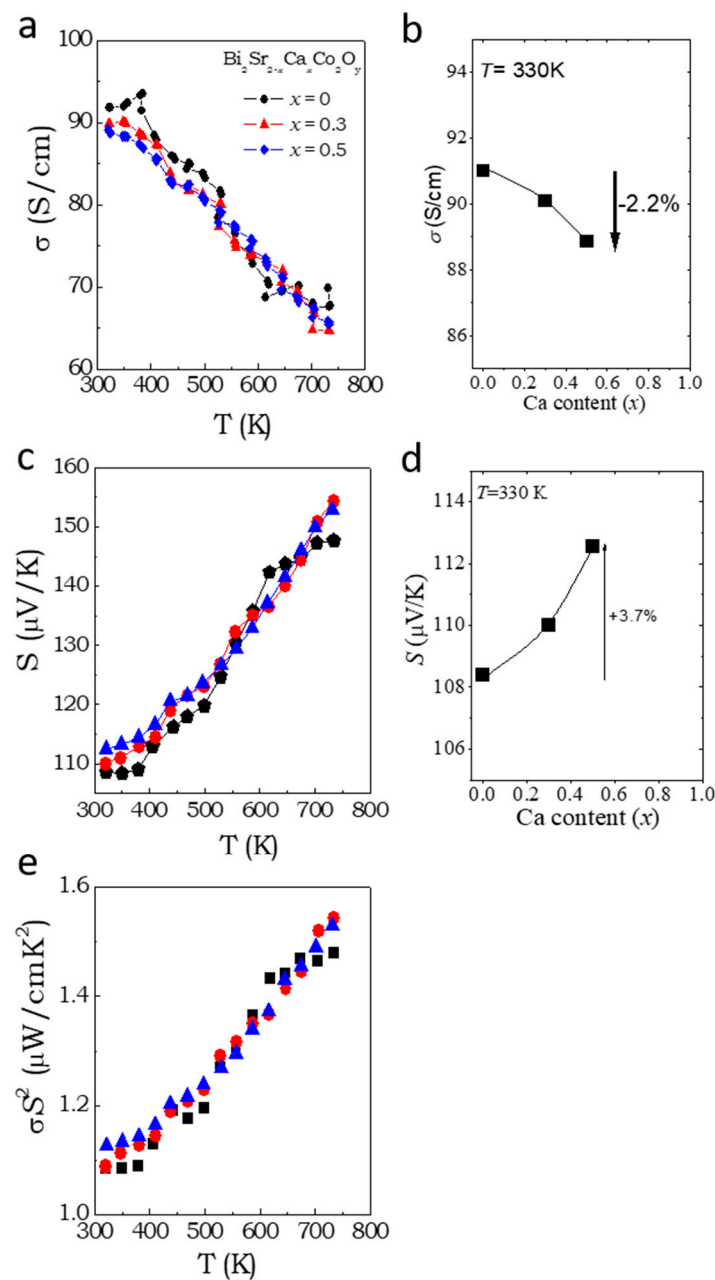 a
100
90
80
70
60
σ (S/cm)
Bi₂Sr₂₋ₓCaₓCo₂Oᵧ
x = 0
x = 0.3
x = 0.5
300 400 500 600 700 800
T (K)
b
94
92
90
88
86
σ (S/cm)
T= 330K
-2.2%
0.0 0.2 0.4 0.6 0.8 1.0
Ca content (x)
c
160
150
140
130
120
110
S (μV/K)
300 400 500 600 700 800
T (K)
d
114
112
110
108
106
S (μV/K)
T=330 K
+3.7%
0.0 0.2 0.4 0.6 0.8 1.0
Ca content (x)
e
1.6
1.4
1.2
1.0
σS² (μW/cmK²)
300 400 500 600 700 800
T (K)